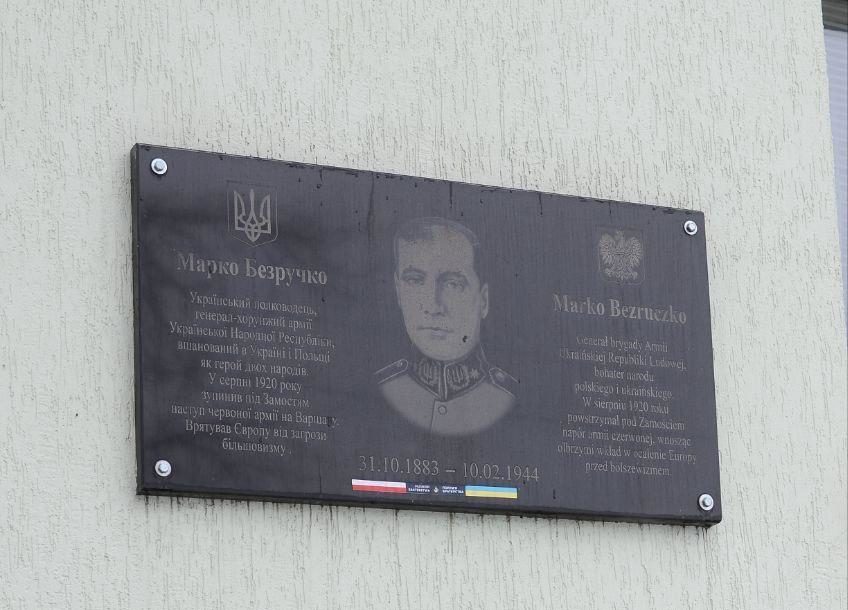 Марко Безручко
Український полководець,
генерал-хорунжий армії
Української Народної Республіки,
вшанований в Україні і Польщі
як герой двох народів.
У серпні 1920 року
зупинив під Замостям
наступ червоної армії на Варшаву.
Врятував Європу від загрози
більшовизму.
Marko Bezruczko
Generał brygady Armii
Ukraińskiej Republiki Ludowej,
bohater narodu
polskiego i ukraińskiego.
W sierpniu 1920 roku
powstrzymał pod Zamościem
napór armii czerwonej, wnosząc
olbrzymi wkład w ocalenie Europy
przed bolszewizmem.
31.10.1883 – 10.02.1944